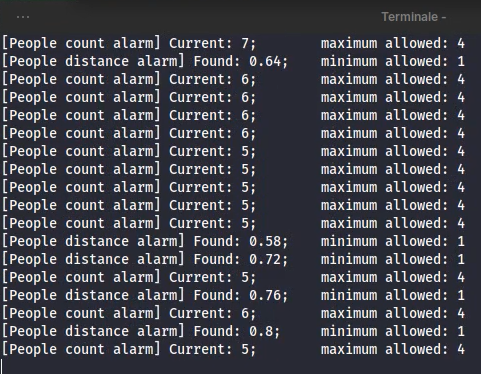 Terminale -
[People count alarm] Current: 7; maximum allowed: 4
[People distance alarm] Found: 0.64; minimum allowed: 1
[People count alarm] Current: 6; maximum allowed: 4
[People count alarm] Current: 6; maximum allowed: 4
[People count alarm] Current: 6; maximum allowed: 4
[People count alarm] Current: 6; maximum allowed: 4
[People count alarm] Current: 5; maximum allowed: 4
[People count alarm] Current: 5; maximum allowed: 4
[People count alarm] Current: 5; maximum allowed: 4
[People count alarm] Current: 5; maximum allowed: 4
[People count alarm] Current: 5; maximum allowed: 4
[People distance alarm] Found: 0.58; minimum allowed: 1
[People distance alarm] Found: 0.72; minimum allowed: 1
[People count alarm] Current: 5; maximum allowed: 4
[People distance alarm] Found: 0.76; minimum allowed: 1
[People count alarm] Current: 6; maximum allowed: 4
[People distance alarm] Found: 0.8; minimum allowed: 1
[People count alarm] Current: 5; maximum allowed: 4